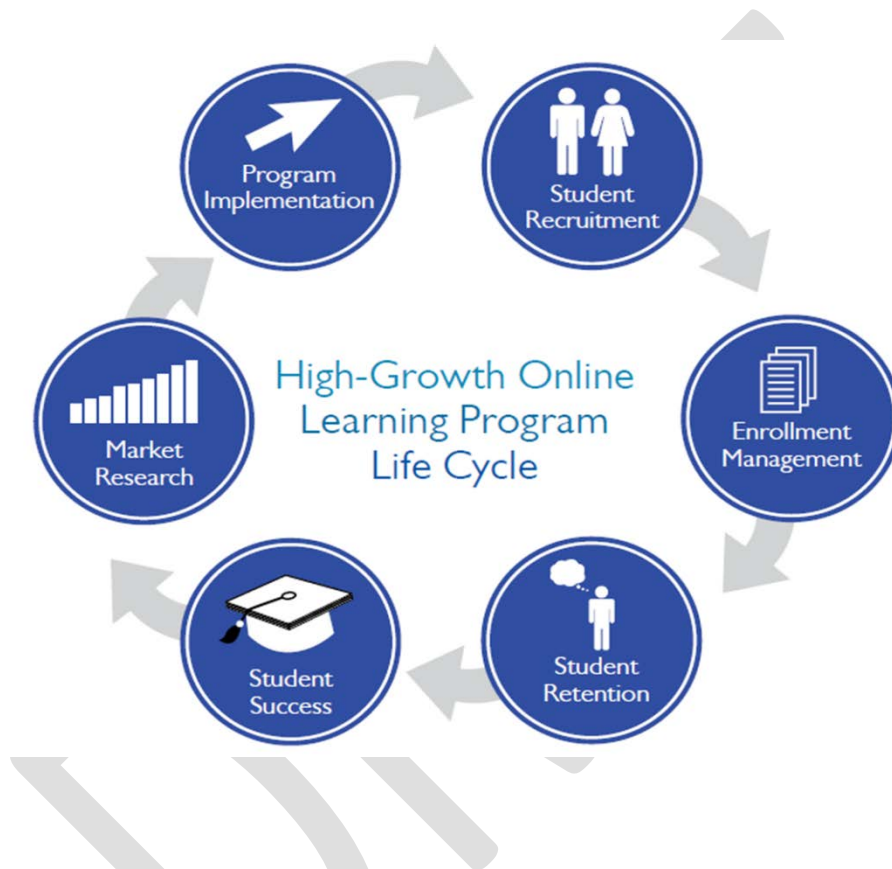 Program
Implementation
Student
Recruitment
High-Growth Online
Learning Program
Life Cycle
Market
Research
Enrollment
Management
Student
Success
Student
Retention